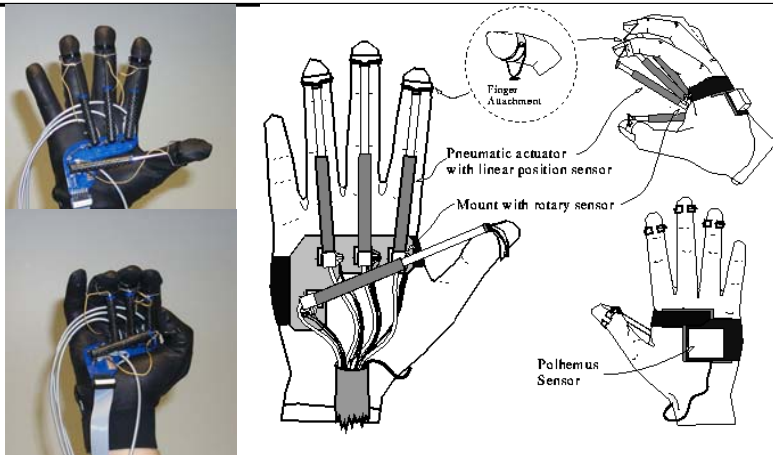 Finger
Attachment
Pneumatic actuator
with linear position sensor
Mount with rotary sensor
Polhemus
Sensor